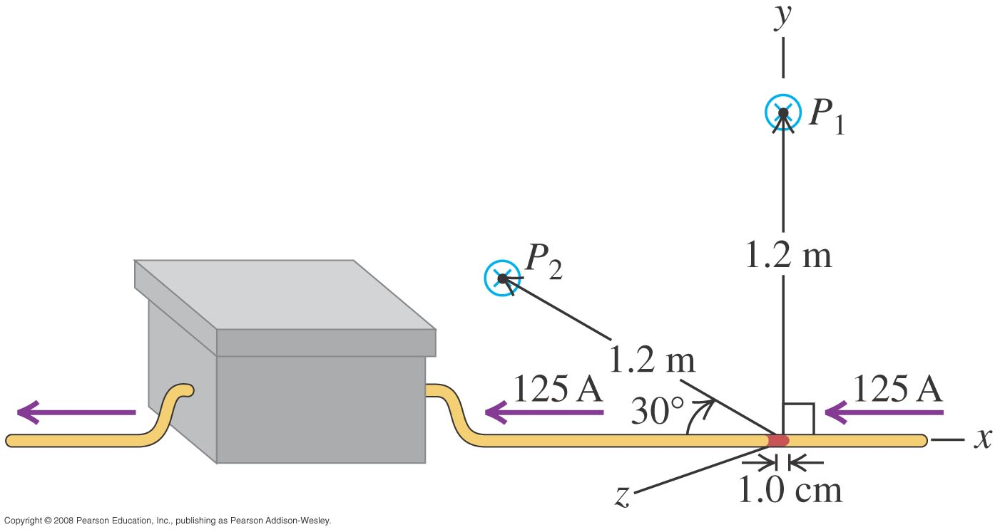 y
P1
1.2 m
P2
1.2 m
125 A
125 A
30°
x
z
1.0 cm
Copyright © 2008 Pearson Education, Inc., publishing as Pearson Addison-Wesley.